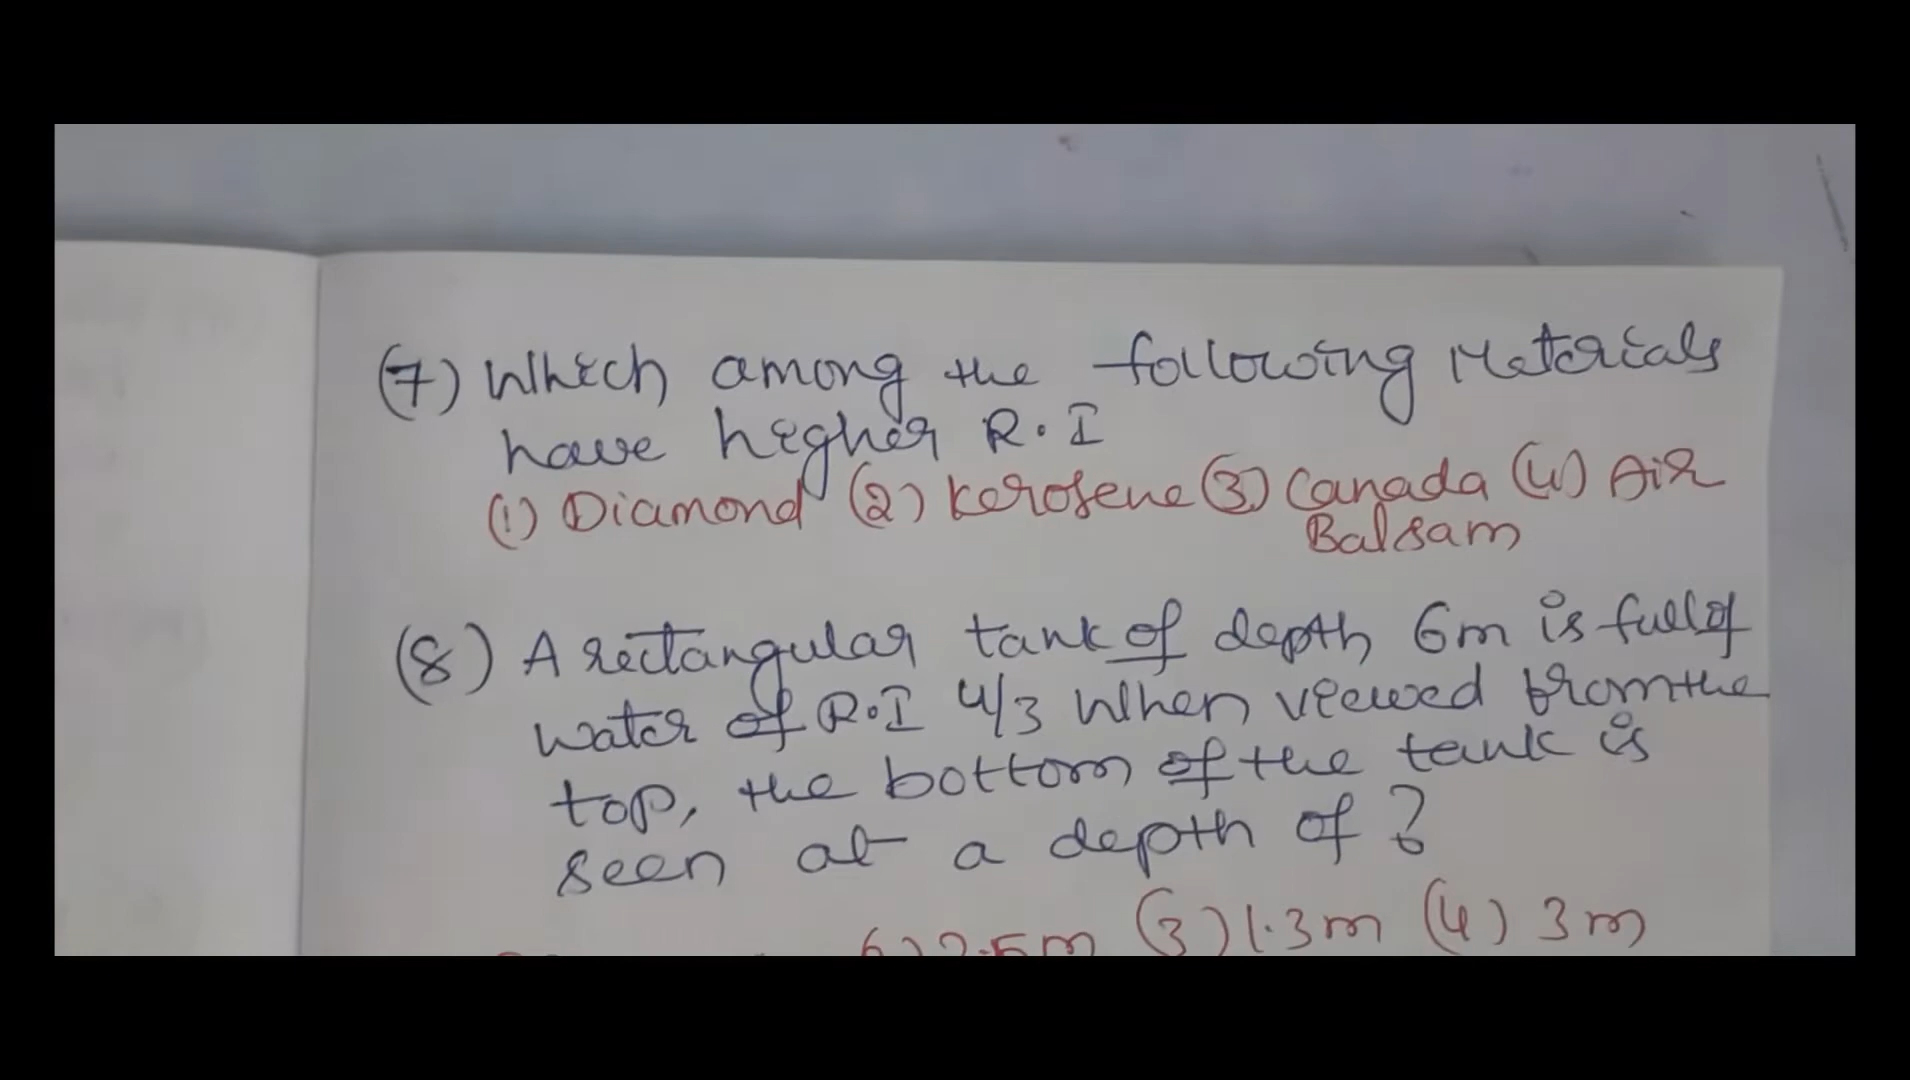 (7) Which among the following Materials
have higher R.I
(1) Diamond (2) Kerosene (3) Canada (4) Air
Balsam
(8) A rectangular tank of depth 6m is full of
water of R.I 4/3 When viewed from the
top, the bottom of the tank is
seen at a depth of ?
(3) 1.3m (4) 3m